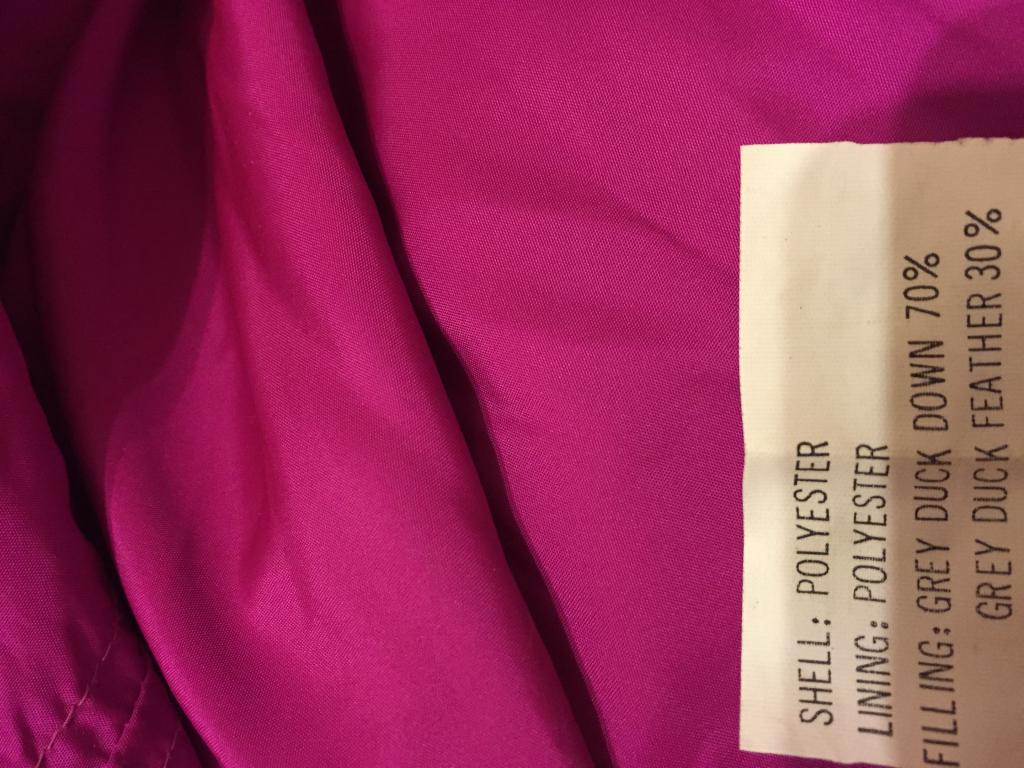 SHELL: POLYESTER
LINING: POLYESTER
FILLING: GREY DUCK DOWN 70%
GREY DUCK FEATHER 30%